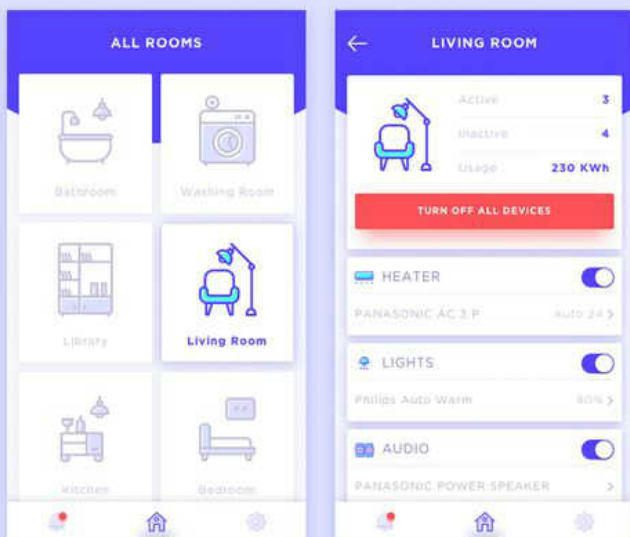 ALL ROOMS
Bathroom
Washing Room
Library
Living Room
Kitchen
Bedroom
LIVING ROOM
Active 3
Inactive 4
Usage 230 KWh
TURN OFF ALL DEVICES
HEATER
PANASONIC AC 3 P Auto 24 >
LIGHTS
Philips Auto Warm 80% >
AUDIO
PANASONIC POWER SPEAKER >